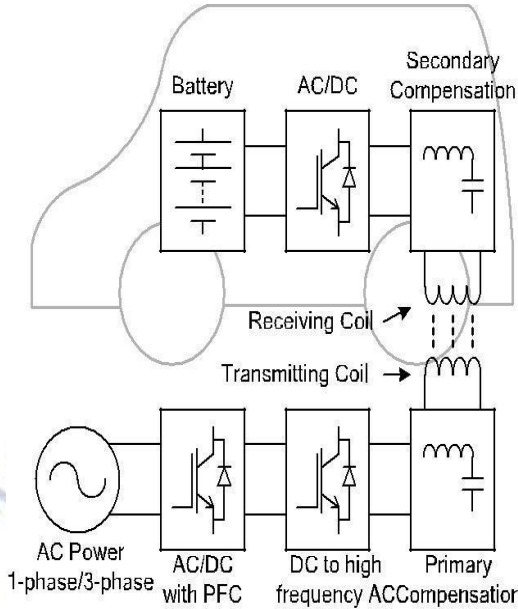 Secondary
Battery AC/DC Compensation
Receiving Coil
Transmitting Coil
AC Power AC/DC DC to high Primary
1-phase/3-phase with PFC frequency AC Compensation